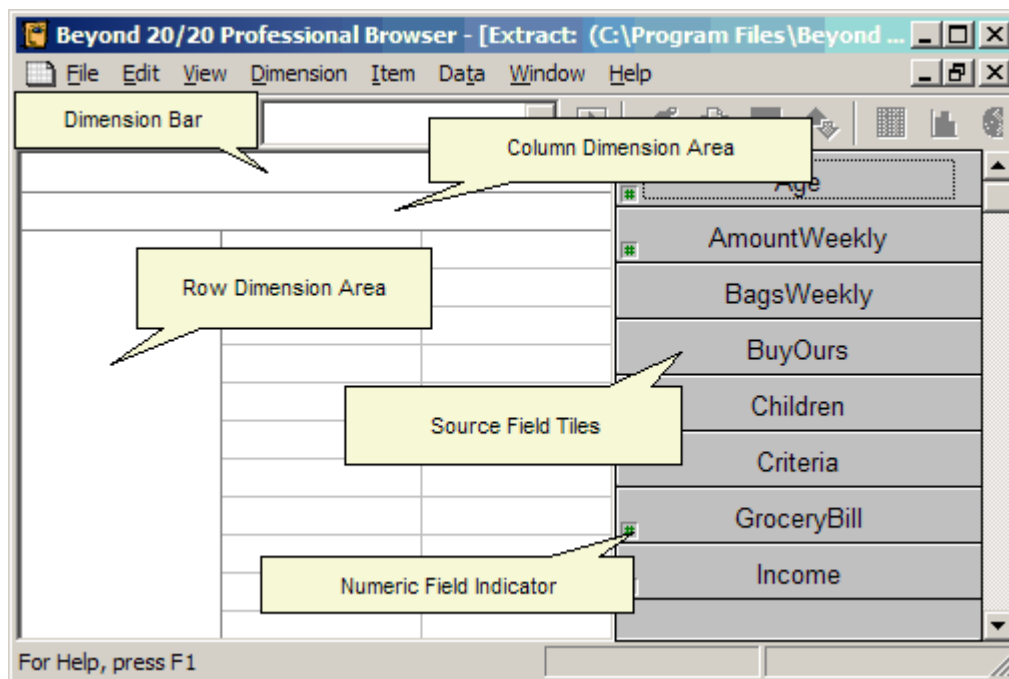 Beyond 20/20 Professional Browser - [Extract: (C:\Program Files\Beyond ...
File Edit View Dimension Item Data Window Help
Dimension Bar
Column Dimension Area
Age
AmountWeekly
Row Dimension Area
BagsWeekly
BuyOurs
Children
Source Field Tiles
Criteria
GroceryBill
Numeric Field Indicator
Income
For Help, press F1